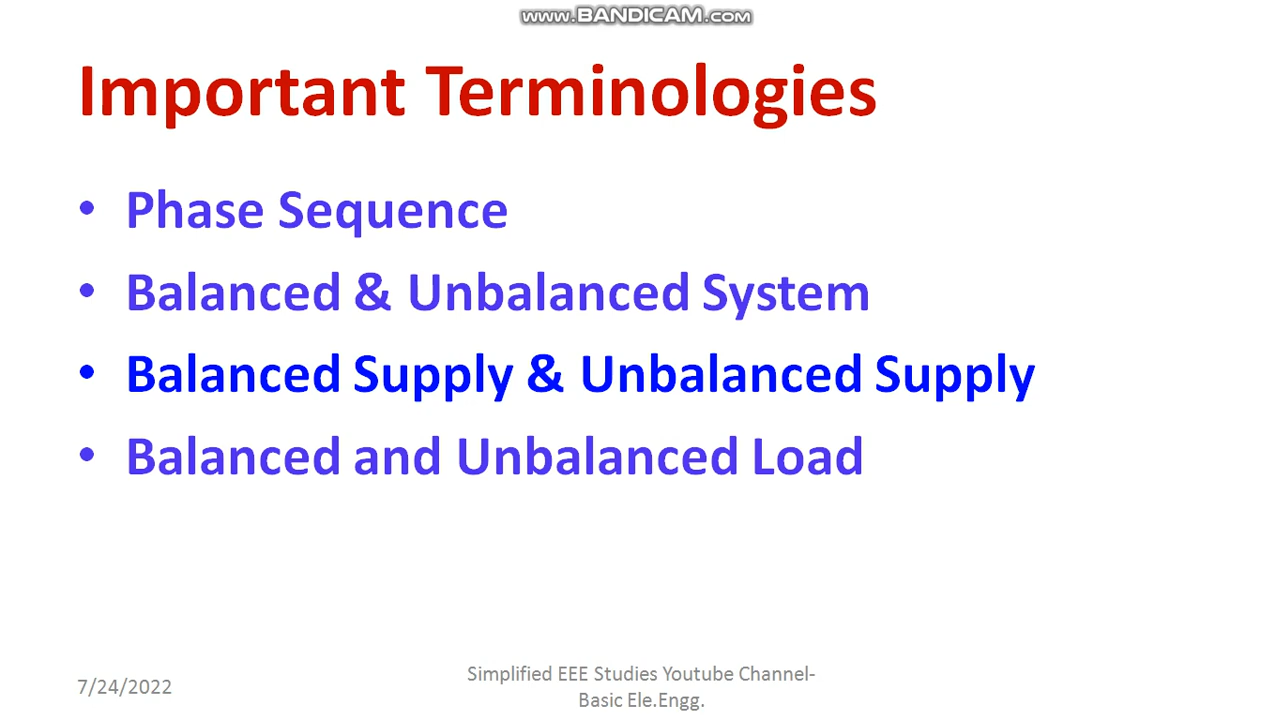 www.BANDICAM.com
Important Terminologies
• Phase Sequence
• Balanced & Unbalanced System
• Balanced Supply & Unbalanced Supply
• Balanced and Unbalanced Load
7/24/2022
Simplified EEE Studies Youtube Channel-
Basic Ele.Engg.